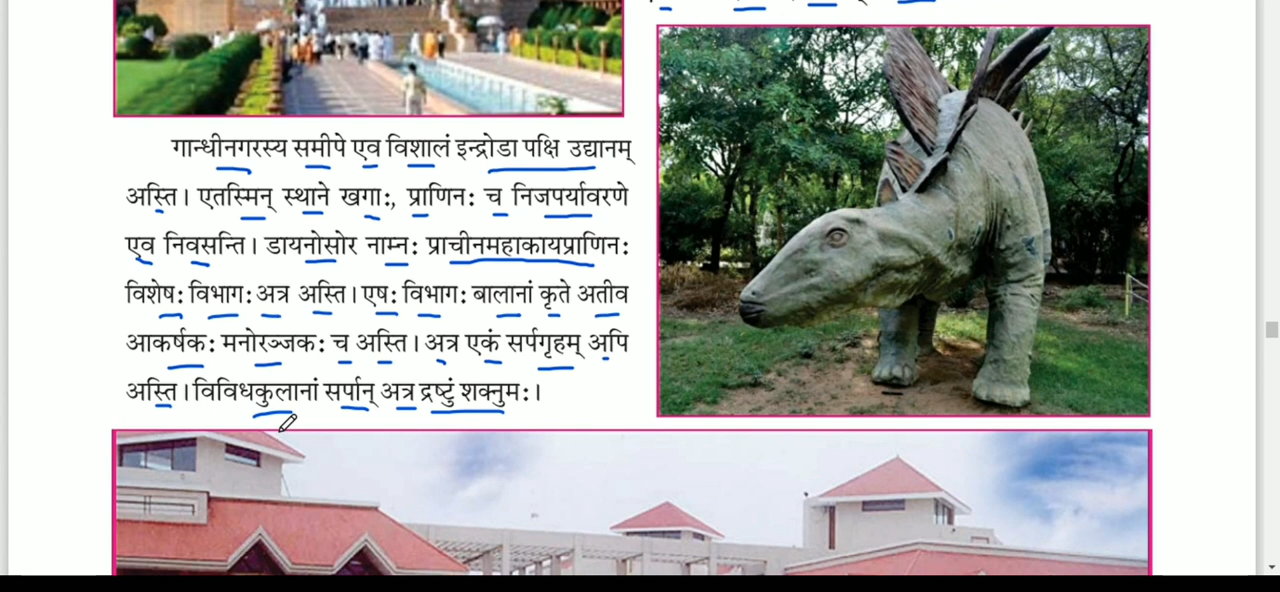 गान्धीनगरस्य समीपे एव विशालं इन्द्रोडा पक्षि उद्यानम्
अस्ति। एतस्मिन् स्थाने खगाः, प्राणिनः च निजपर्यावरणे
एव निवसन्ति। डायनोसोर नाम्नः प्राचीनमहाकायप्राणिनः
विशेषः विभागः अत्र अस्ति। एषः विभागः बालानां कृते अतीव
आकर्षकः मनोरञ्जकः च अस्ति। अत्र एकं सर्पगृहम् अपि
अस्ति। विविधकुलानां सर्पान् अत्र द्रष्टुं शक्नुमः।